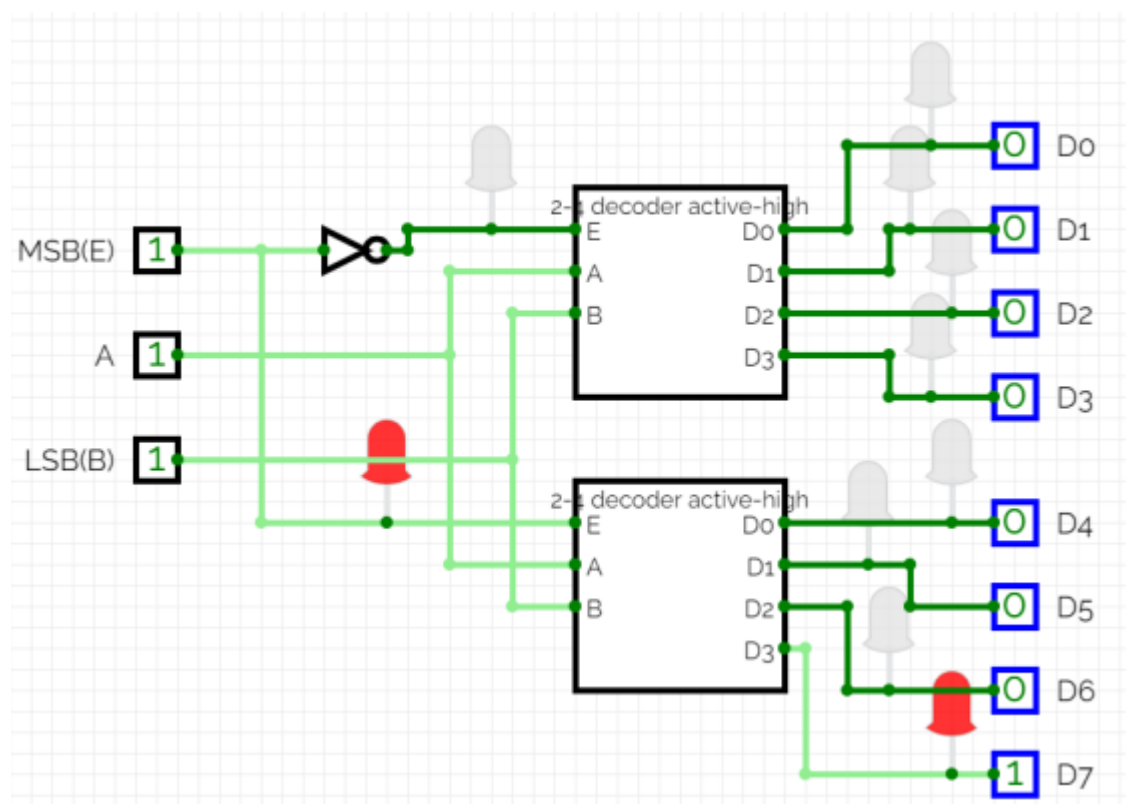 D0
2-4 decoder active-high
MSB(E) 1
E
A
B
D0
D1
D2
D3
0 D0
0 D1
0 D2
0 D3
A 1
LSB(B) 1
2-4 decoder active-high
E
A
B
D0
D1
D2
D3
0 D4
0 D5
0 D6
1 D7